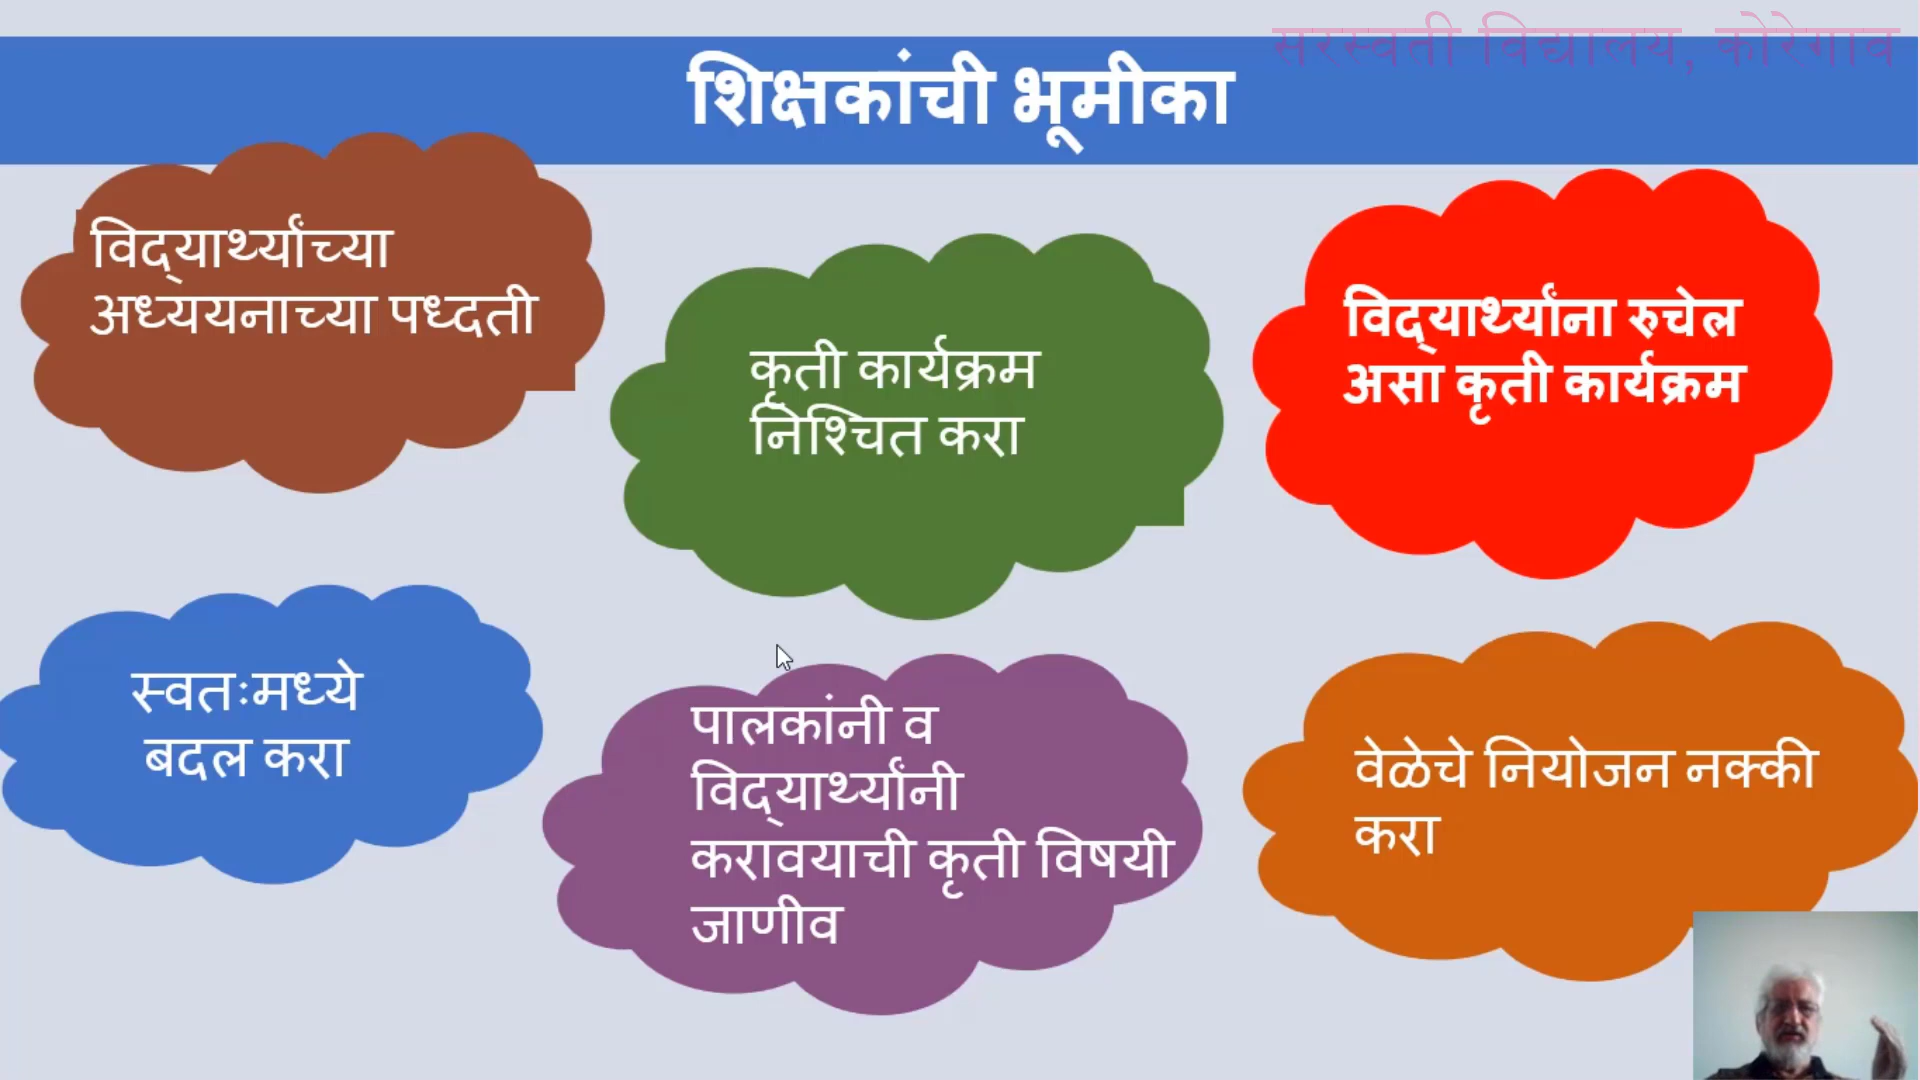 सरस्वती विद्यालय, कोरेगाव
शिक्षकांची भूमीका
विद्‌यार्थ्यांच्या
अध्ययनाच्या पध्दती
कृती कार्यक्रम
निश्चित करा
विद्‌यार्थ्यांना रुचेल
असा कृती कार्यक्रम
स्वतःमध्ये
बदल करा
पालकांनी व
विद्‌यार्थ्यांनी
करावयाची कृती विषयी
जाणीव
वेळेचे नियोजन नक्की
करा